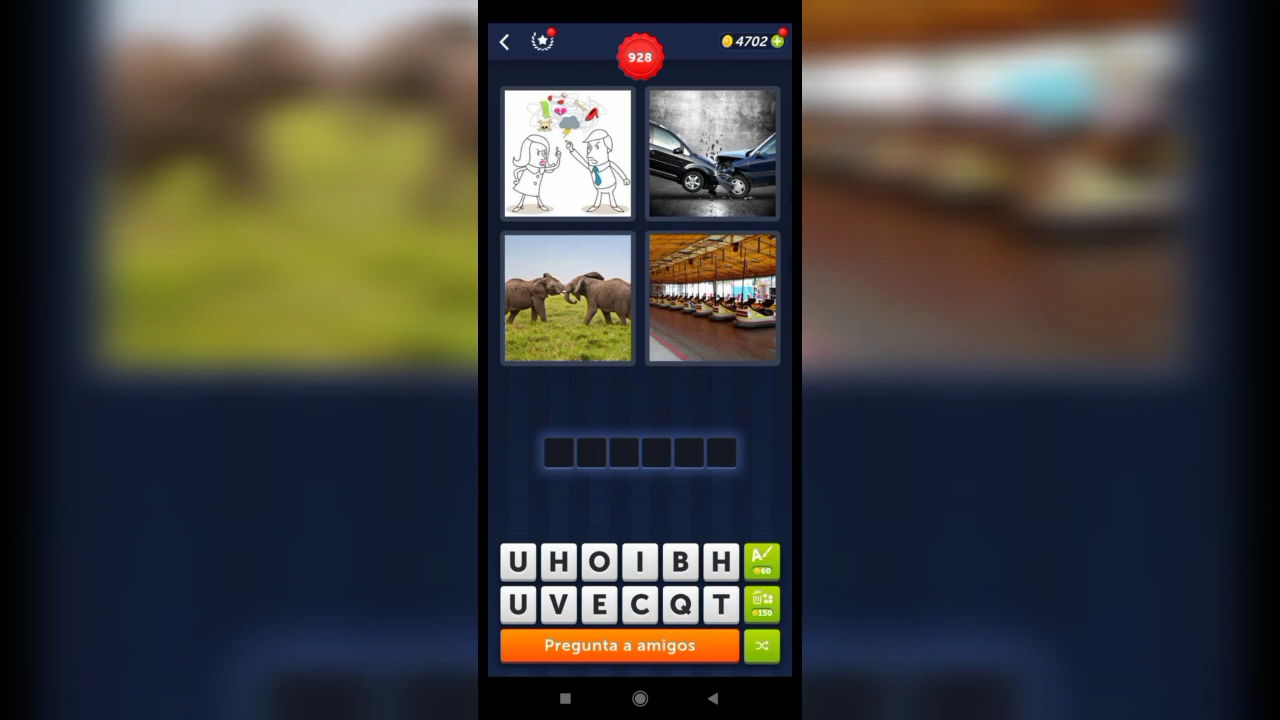 928
4702
U H O I B H
60
U V E C Q T
150
Pregunta a amigos